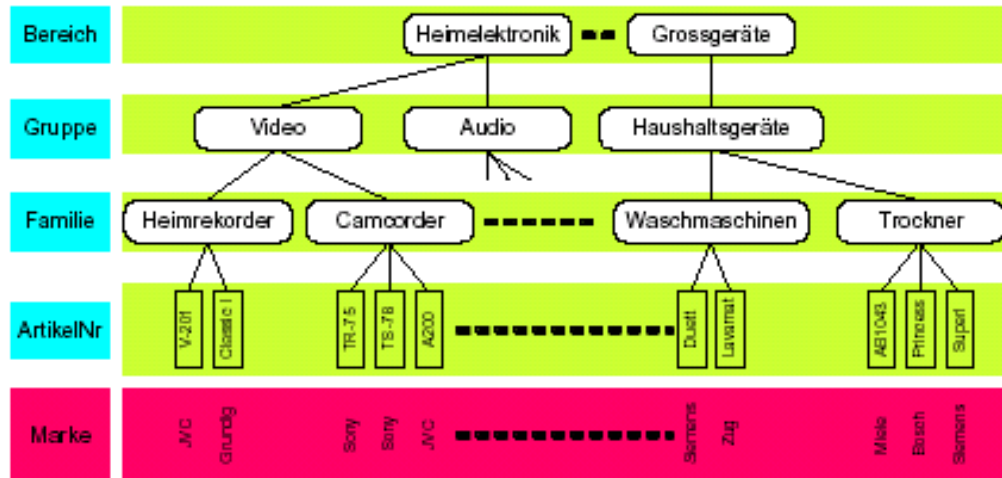 Bereich Heimelektronik Grossgeräte
Gruppe Video Audio Haushaltsgeräte
Familie Heimrekorder Camcorder Waschmaschinen Trockner
ArtikelNr V-201 Classic I TR-75 TS-78 A200 Duett Lavamat AB1043 Princess Superl
Marke JVC Grundig Sony Sony JVC Siemens Zug Miele Bosch Siemens